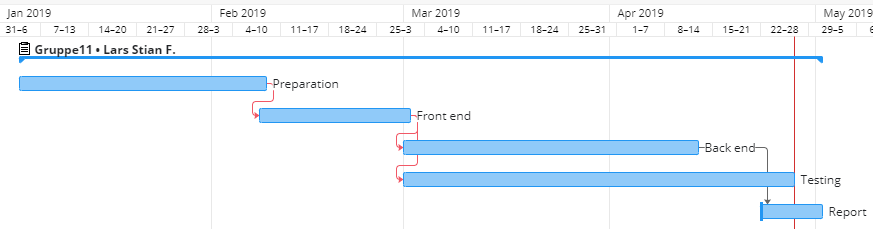 Jan 2019 Feb 2019 Mar 2019 Apr 2019 May 2019
31–6 7–13 14–20 21–27 28–3 4–10 11–17 18–24 25–3 4–10 11–17 18–24 25–31 1–7 8–14 15–21 22–28 29–5 6
Gruppe11 • Lars Stian F.
Preparation
Front end
Back end
Testing
Report